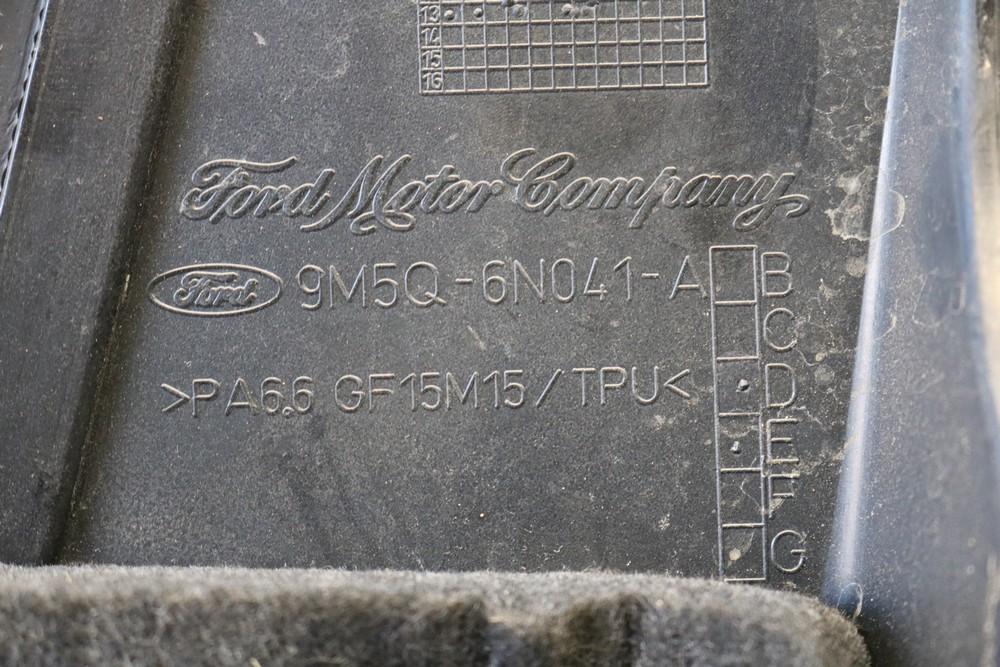 13
14
15
16
Ford Motor Company
Ford 9M5Q-6N041-A
B
C
D
E
F
G
>PA6.6 GF15M15/TPU<